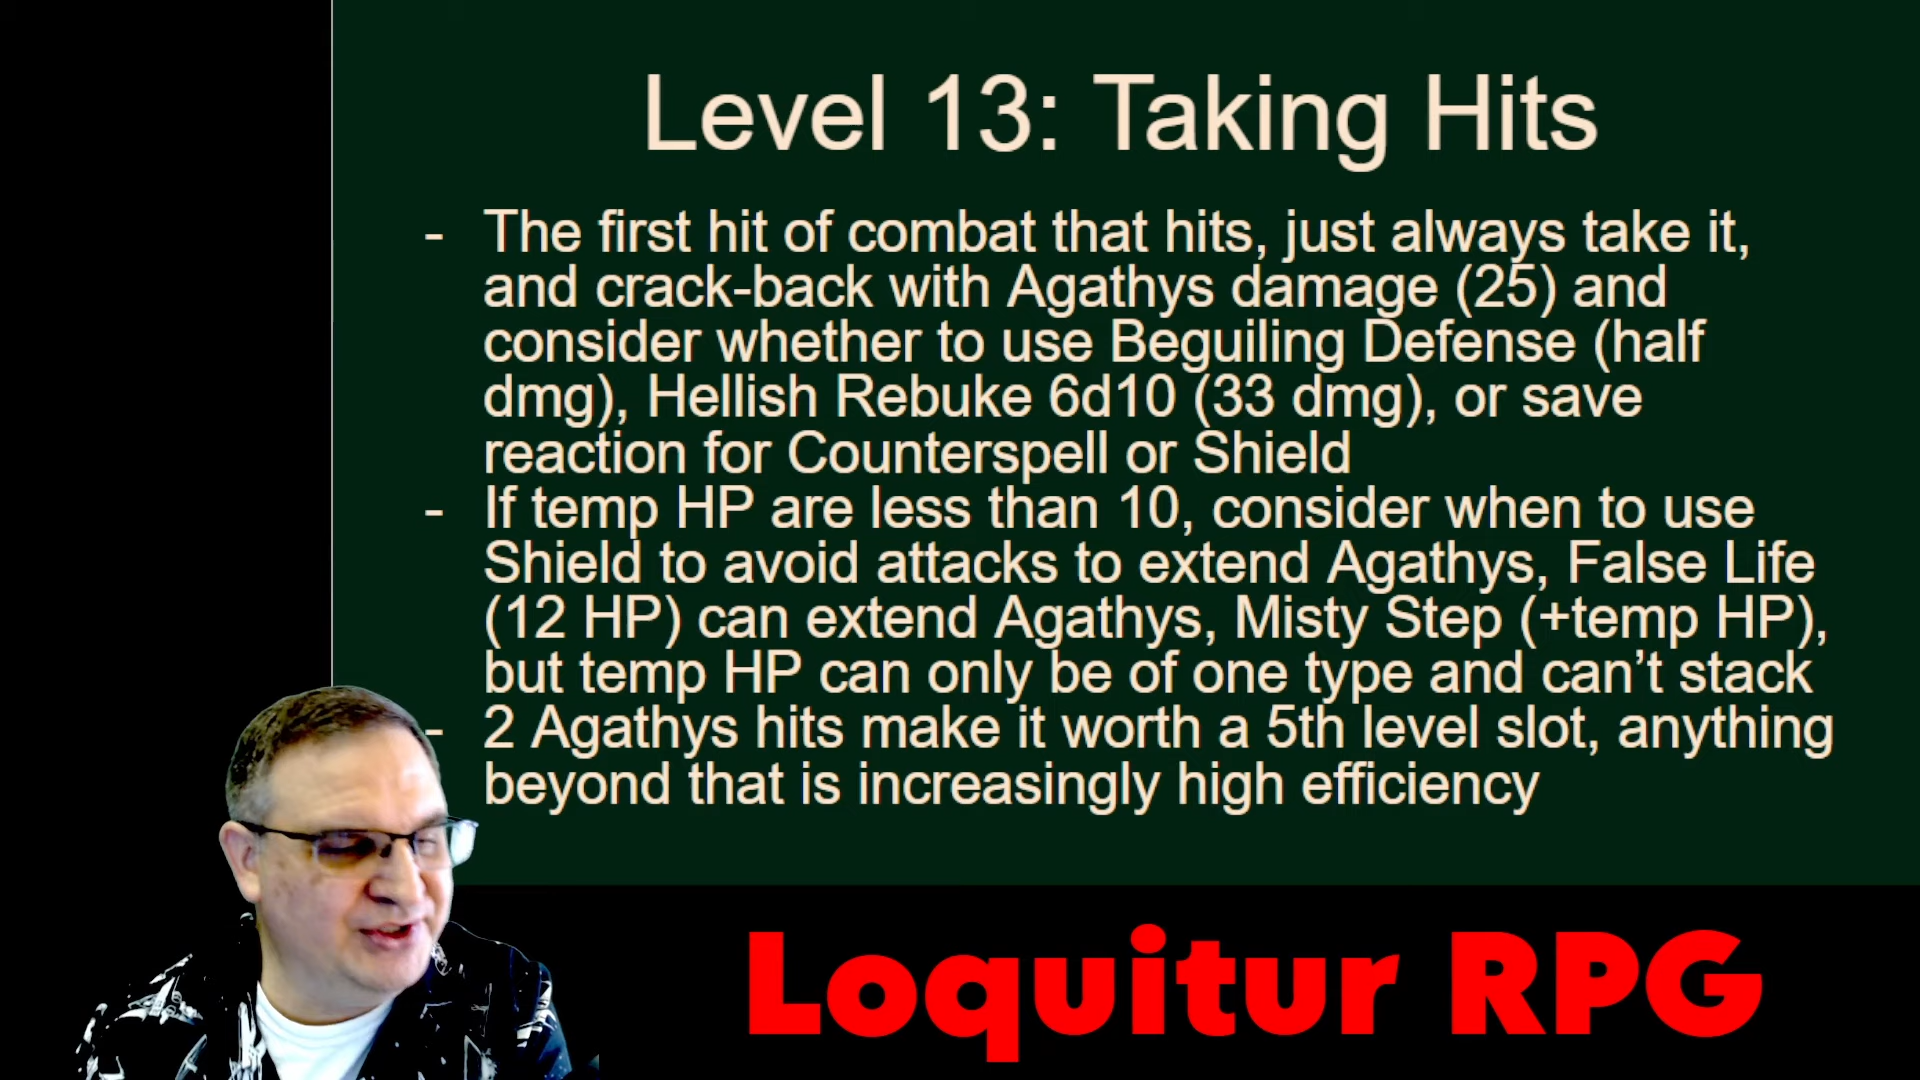 Level 13: Taking Hits
- The first hit of combat that hits, just always take it,
and crack-back with Agathys damage (25) and
consider whether to use Beguiling Defense (half
dmg), Hellish Rebuke 6d10 (33 dmg), or save
reaction for Counterspell or Shield
- If temp HP are less than 10, consider when to use
Shield to avoid attacks to extend Agathys, False Life
(12 HP) can extend Agathys, Misty Step (+temp HP),
but temp HP can only be of one type and can’t stack
- 2 Agathys hits make it worth a 5th level slot, anything
beyond that is increasingly high efficiency
Loquitur RPG